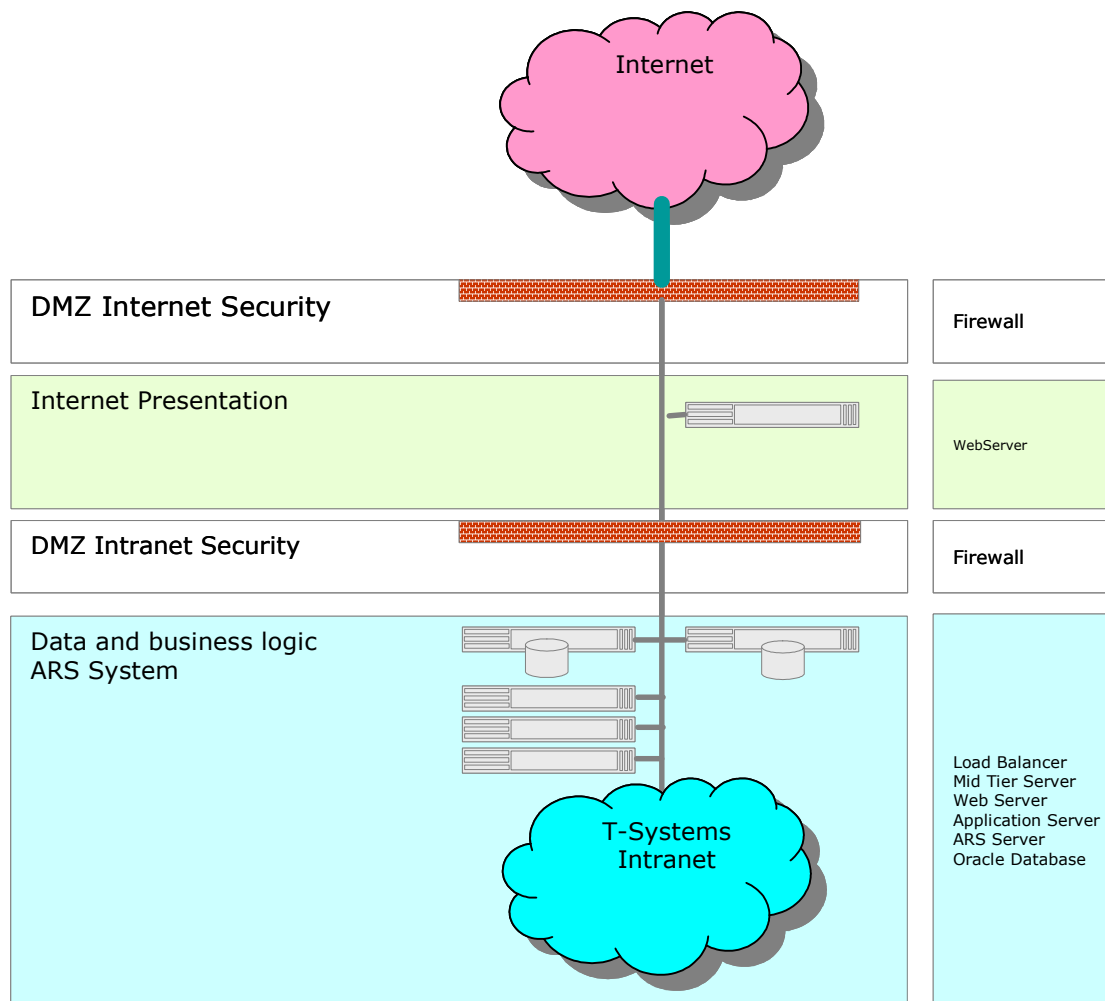 Internet
DMZ Internet Security
Firewall
Internet Presentation
WebServer
DMZ Intranet Security
Firewall
Data and business logic
ARS System
Load Balancer
Mid Tier Server
Web Server
Application Server
ARS Server
Oracle Database
T-Systems
Intranet